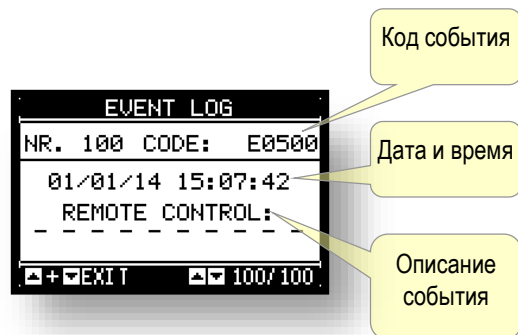 Код события
EVENT LOG
NR. 100 CODE: E0500
Дата и время
01/01/14 15:07:42
REMOTE CONTROL:
- - - - - - - - - -
Описание
события
▲+▼EXIT ▲▼ 100/100